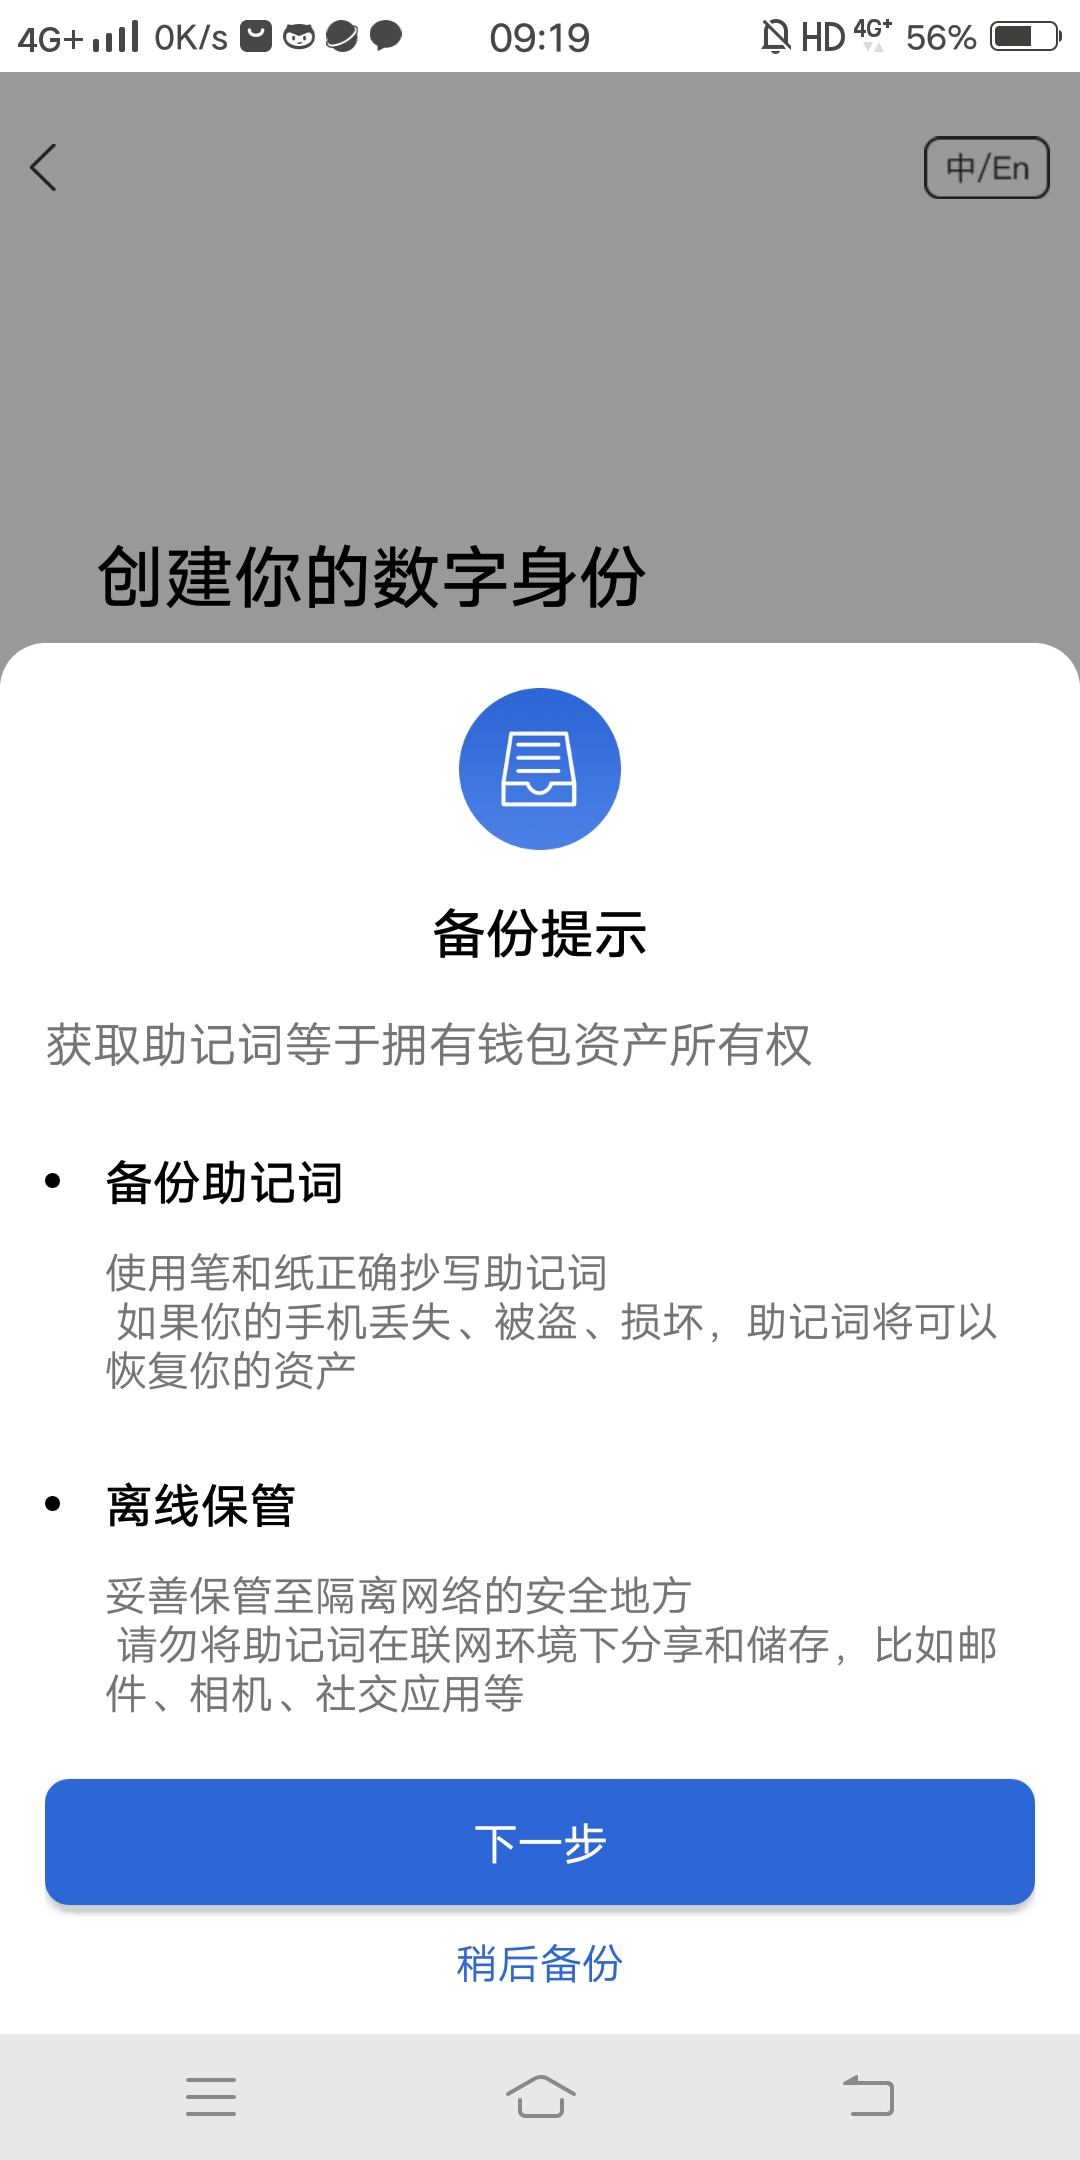 4G+ 0K/s 09:19 HD 4G+ 56%
中/En
创建你的数字身份
备份提示
获取助记词等于拥有钱包资产所有权
备份助记词
使用笔和纸正确抄写助记词
如果你的手机丢失、被盗、损坏，助记词将可以
恢复你的资产
离线保管
妥善保管至隔离网络的安全地方
请勿将助记词在联网环境下分享和储存，比如邮
件、相机、社交应用等
下一步
稍后备份